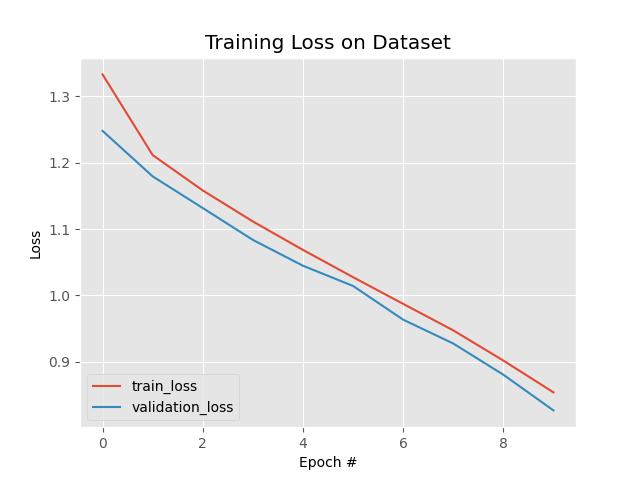 Training Loss on Dataset
1.3
1.2
1.1
1.0
0.9
Loss
train_loss
validation_loss
0 2 4 6 8
Epoch #